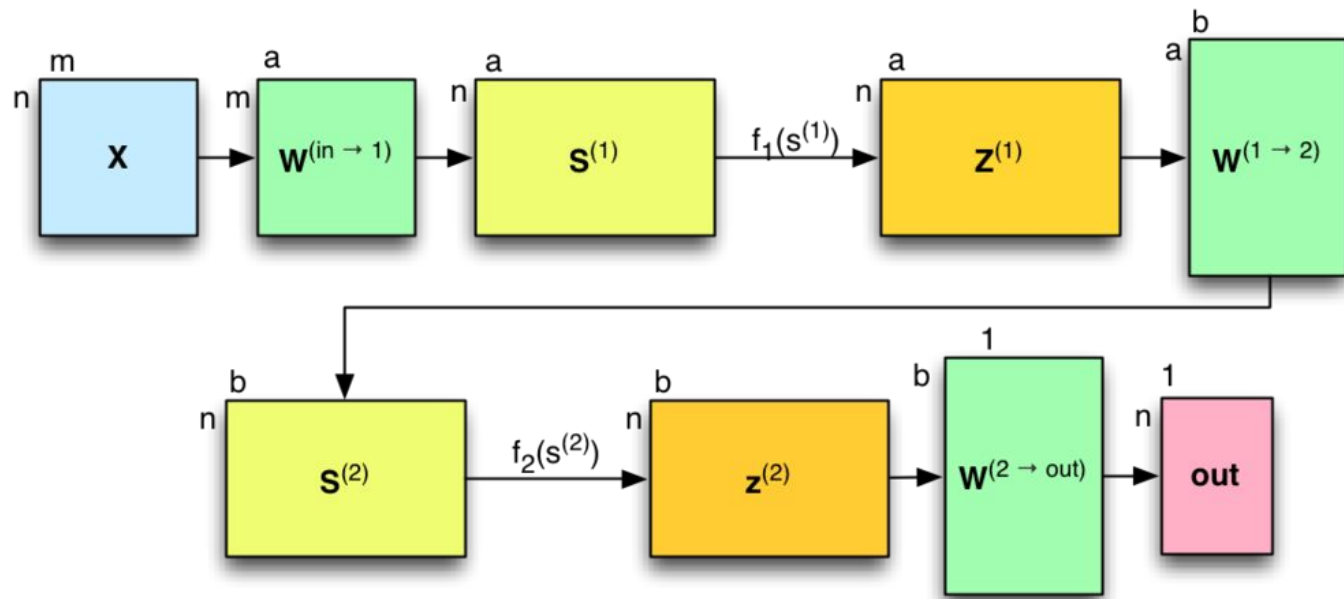 m
n
X
a
m
W(in → 1)
a
n
S(1)
f1(s(1))
a
n
Z(1)
b
a
W(1 → 2)
b
n
S(2)
f2(s(2))
b
n
z(2)
1
b
W(2 → out)
1
n
out